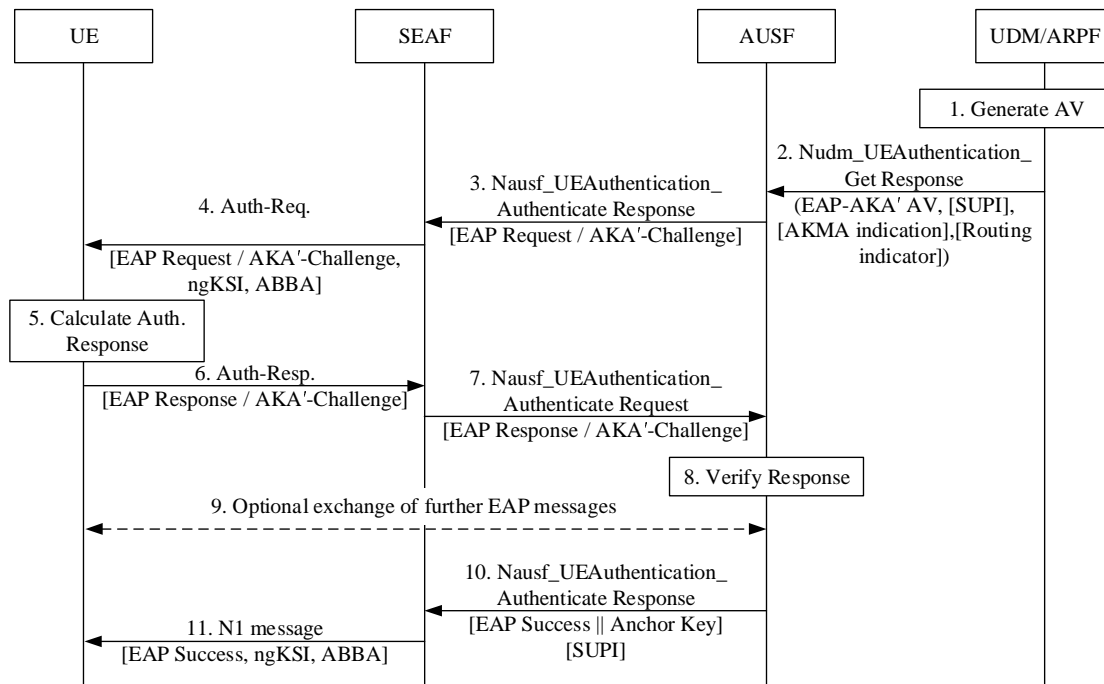 UE
SEAF
AUSF
UDM/ARPF
1. Generate AV
2. Nudm_UEAuthentication_
Get Response
(EAP-AKA′ AV, [SUPI],
[AKMA indication],[Routing
indicator])
3. Nausf_UEAuthentication_
Authenticate Response
[EAP Request / AKA′-Challenge]
4. Auth-Req.
[EAP Request / AKA′-Challenge,
ngKSI, ABBA]
5. Calculate Auth.
Response
6. Auth-Resp.
[EAP Response / AKA′-Challenge]
7. Nausf_UEAuthentication_
Authenticate Request
[EAP Response / AKA′-Challenge]
8. Verify Response
9. Optional exchange of further EAP messages
10. Nausf_UEAuthentication_
Authenticate Response
[EAP Success || Anchor Key]
[SUPI]
11. N1 message
[EAP Success, ngKSI, ABBA]